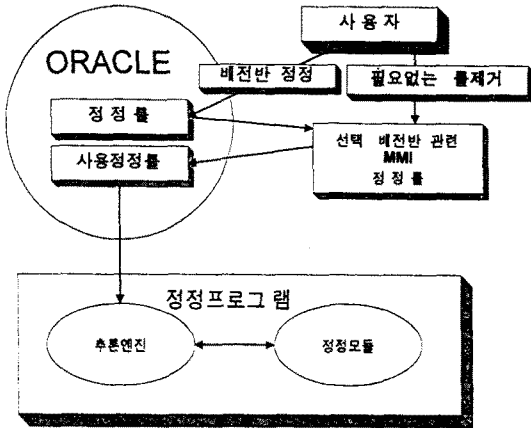 사용자
ORACLE
배전반 정정
필요없는 룰제거
정정룰
선택 배전반 관련
MMI
정정룰
사용정정룰
정정프로그램
추론엔진
정정모듈